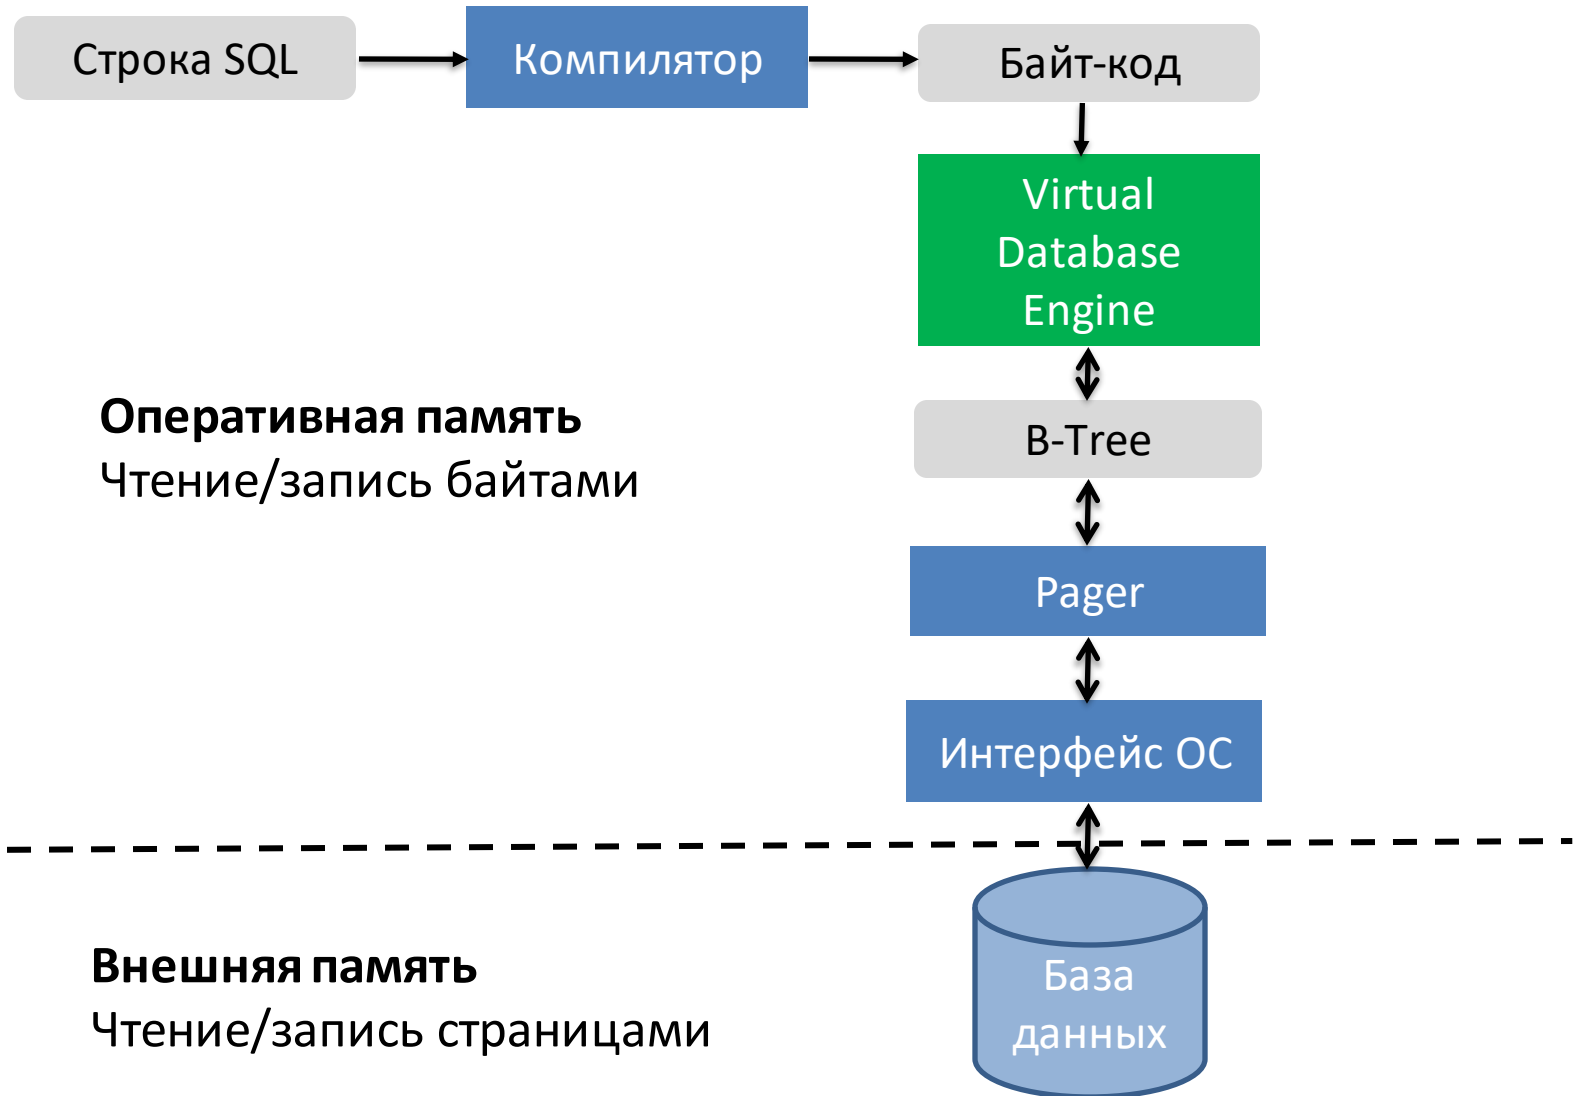 Строка SQL
Компилятор
Байт-код
Virtual
Database
Engine
Оперативная память
Чтение/запись байтами
B-Tree
Pager
Интерфейс ОС
Внешняя память
Чтение/запись страницами
База
данных